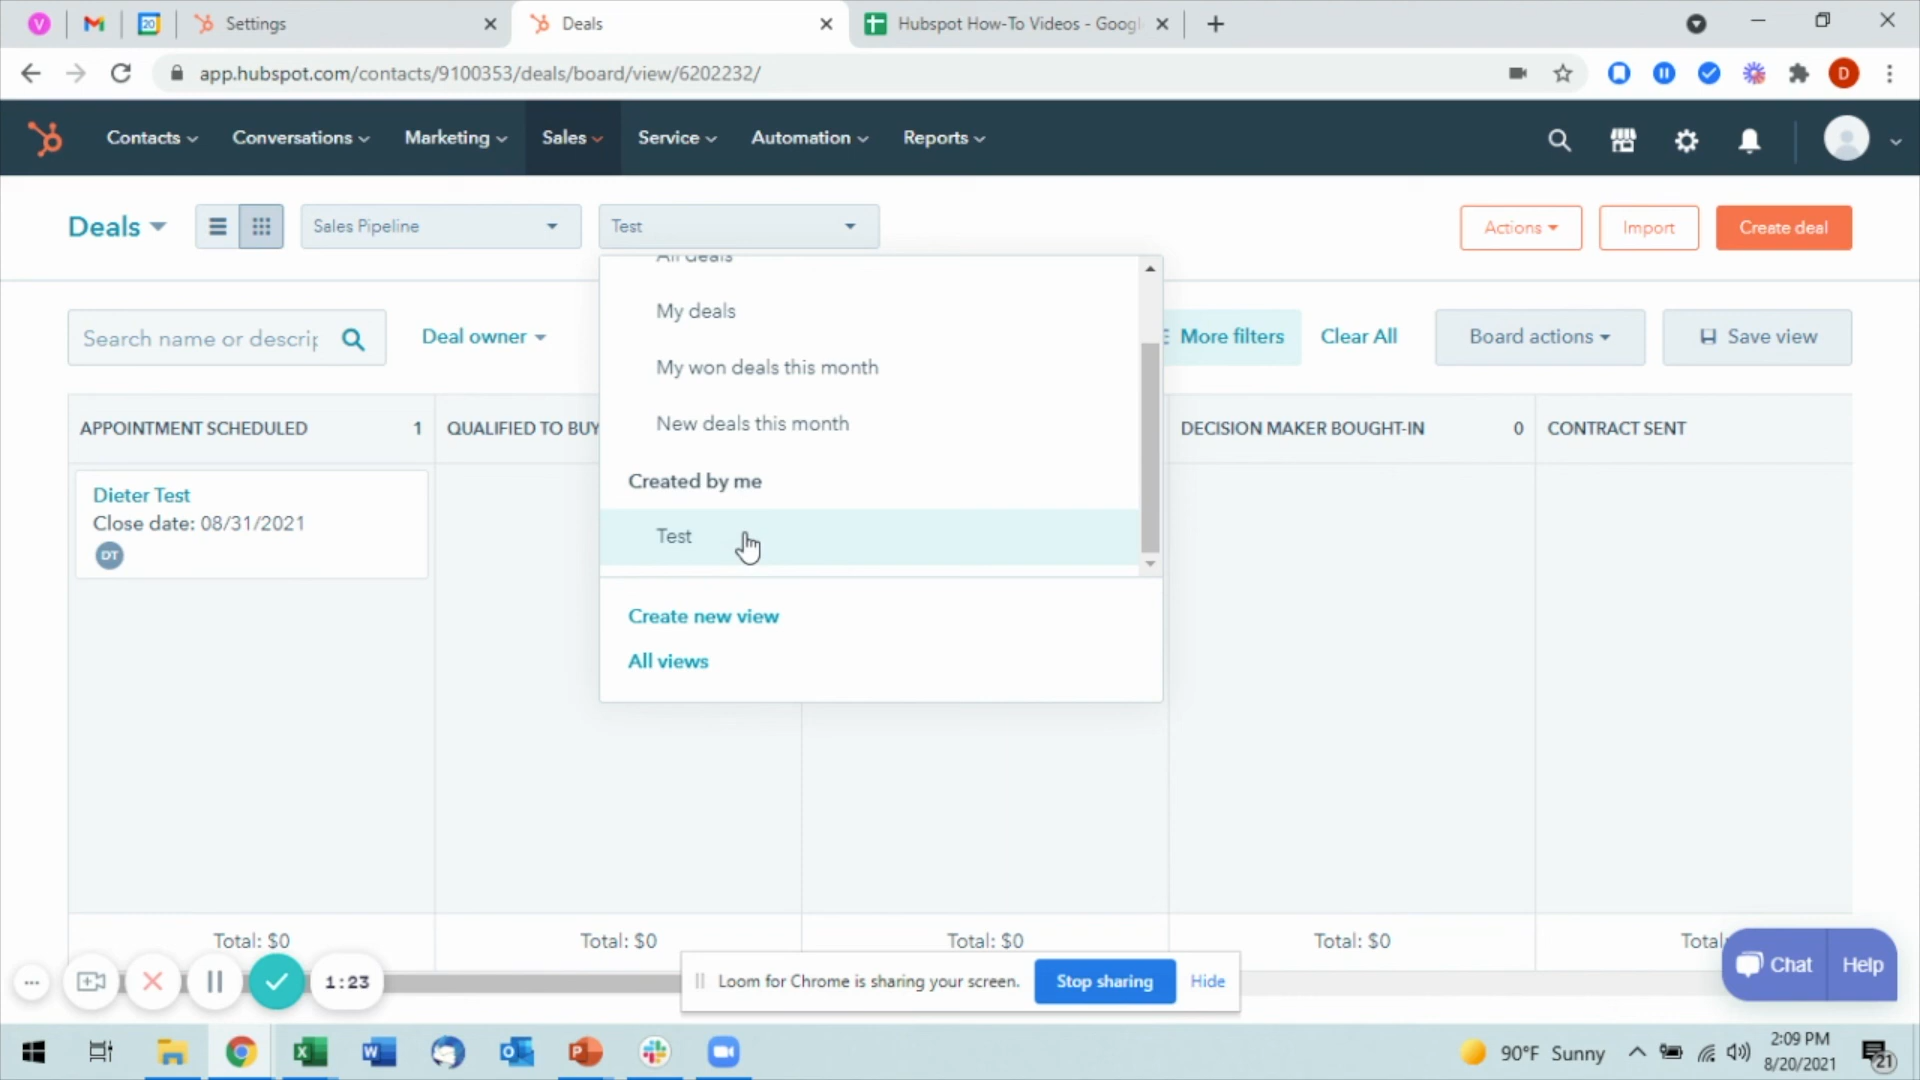 V
20
Settings
Deals
Hubspot How-To Videos - Googl
app.hubspot.com/contacts/9100353/deals/board/view/6202232/
D
Contacts
Conversations
Marketing
Sales
Service
Automation
Reports
Deals
Sales Pipeline
Test
Actions
Import
Create deal
All deals
My deals
My won deals this month
New deals this month
Created by me
Test
Create new view
All views
Search name or descrip
Deal owner
More filters
Clear All
Board actions
Save view
APPOINTMENT SCHEDULED 1
QUALIFIED TO BUY
DECISION MAKER BOUGHT-IN 0
CONTRACT SENT
Dieter Test
Close date: 08/31/2021
DT
Total: $0
Total: $0
Total: $0
Total: $0
Total:
Chat
Help
1:23
Loom for Chrome is sharing your screen.
Stop sharing
Hide
90°F Sunny
2:09 PM
8/20/2021
21